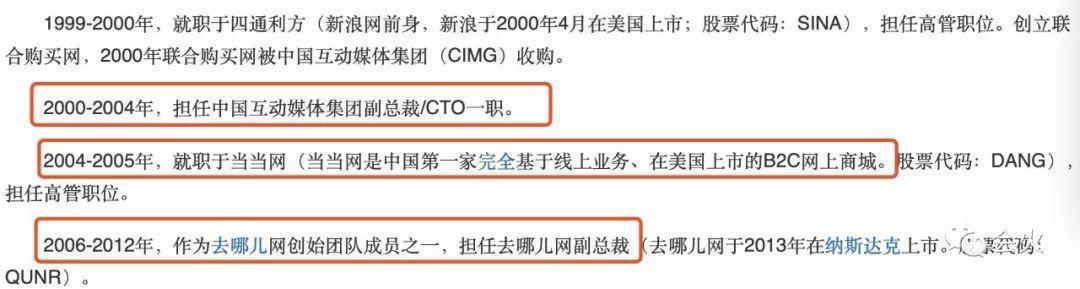 1999-2000年，就职于四通利方（新浪网前身，新浪于2000年4月在美国上市；股票代码：SINA），担任高管职位。创立联
合购买网，2000年联合购买网被中国互动媒体集团（CIMG）收购。
2000-2004年，担任中国互动媒体集团副总裁/CTO一职。
2004-2005年，就职于当当网（当当网是中国第一家完全基于线上业务、在美国上市的B2C网上商城。股票代码：DANG），
担任高管职位。
2006-2012年，作为去哪儿网创始团队成员之一，担任去哪儿网副总裁（去哪儿网于2013年在纳斯达克上市。票代码
QUNR）。